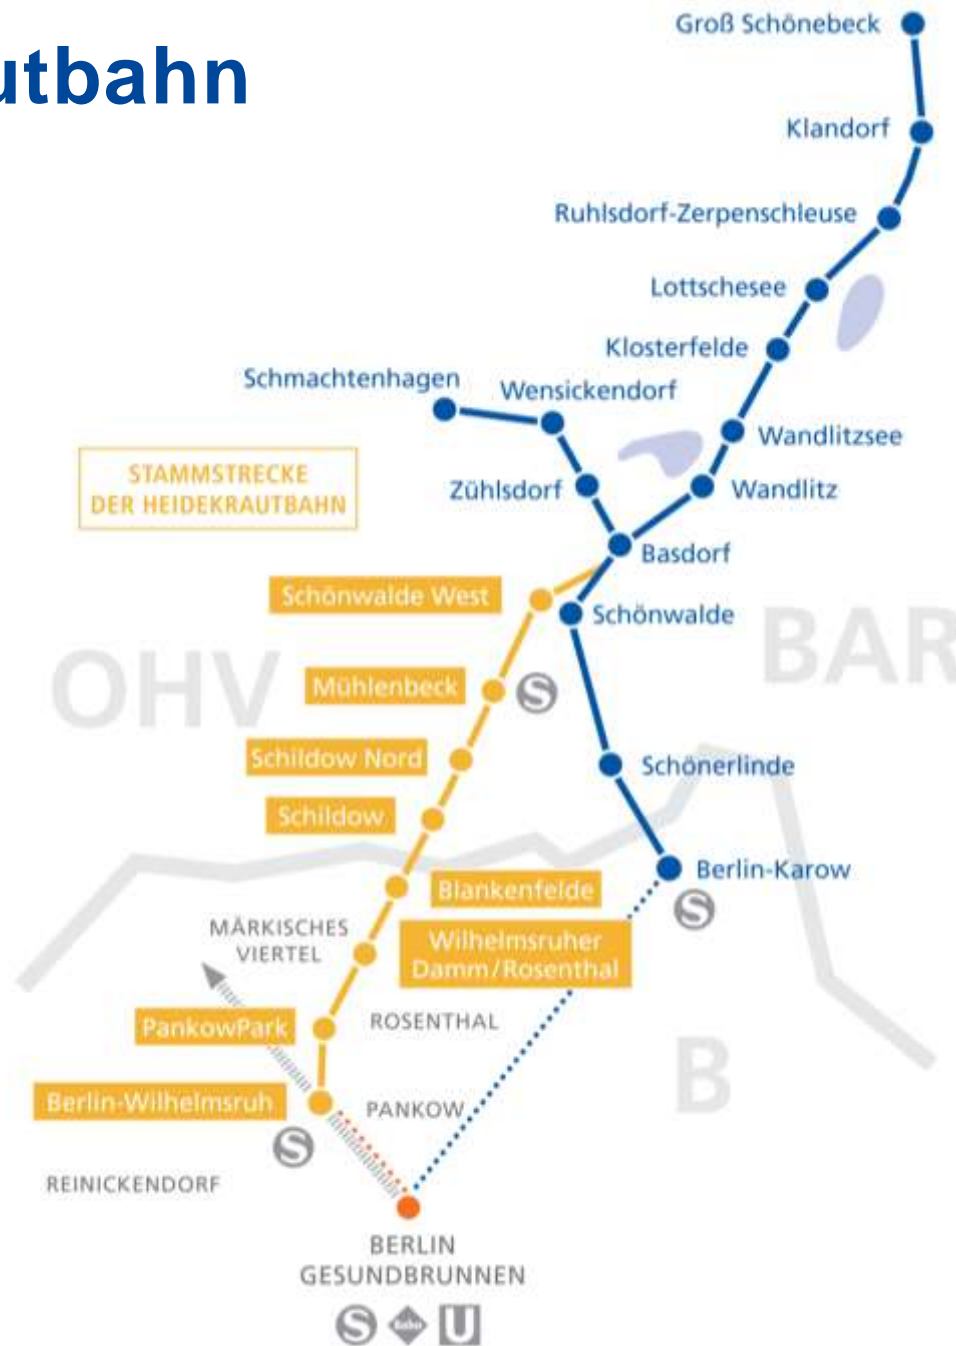 utbahn
Groß Schönebeck
Klandorf
Ruhlsdorf-Zerpenschleuse
Lottschesee
Klosterfelde
Schmachtenhagen
Wensickendorf
Wandlitzsee
STAMMSTRECKE
DER HEIDEKRAUTBAHN
Zühlsdorf
Wandlitz
Basdorf
Schönwalde West
Schönwalde
BAR
OHV
Mühlenbeck
S
Schildow Nord
Schönerlinde
Schildow
Berlin-Karow
Blankenfelde
S
MÄRKISCHES
VIERTEL
Wilhelmsruher
Damm/Rosenthal
PankowPark
ROSENTHAL
B
Berlin-Wilhelmsruh
PANKOW
S
REINICKENDORF
BERLIN
GESUNDBRUNNEN
S Bahn U